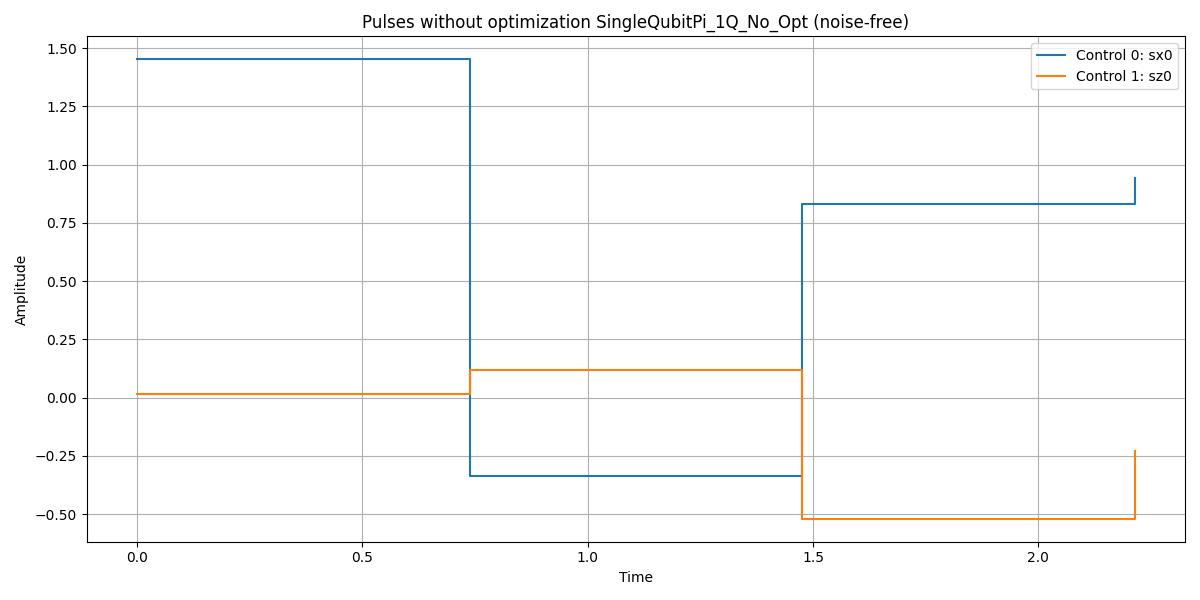 Pulses without optimization SingleQubitPi_1Q_No_Opt (noise-free)
Control 0: sx0
Control 1: sz0
Amplitude
1.50
1.25
1.00
0.75
0.50
0.25
0.00
−0.25
−0.50
0.0 0.5 1.0 1.5 2.0
Time